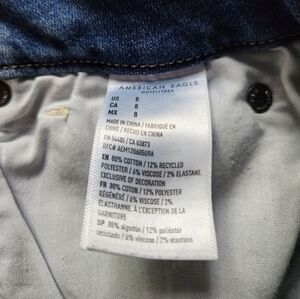 AMERICAN EAGLE
OUTFITTERS
US 8
CA 8
MX 8
MADE IN CHINA / FABRIQUÉ EN
CHINE / HECHO EN CHINA
RN 54485 / CA 03873
RFC# AEM120605U9A
EN 80% COTTON / 12% RECYCLED
POLYESTER / 6% VISCOSE / 2% ELASTANE.
EXCLUSIVE OF DECORATION
FR 80% COTON / 12% POLYESTER
RÉGÉNÉRÉ / 6% VISCOSE / 2%
ÉLASTHANNE. À L'EXCEPTION DE LA
GARNITURE
SP 80% algodón / 12% poliéster
reciclado / 6% viscosa / 2% elastano